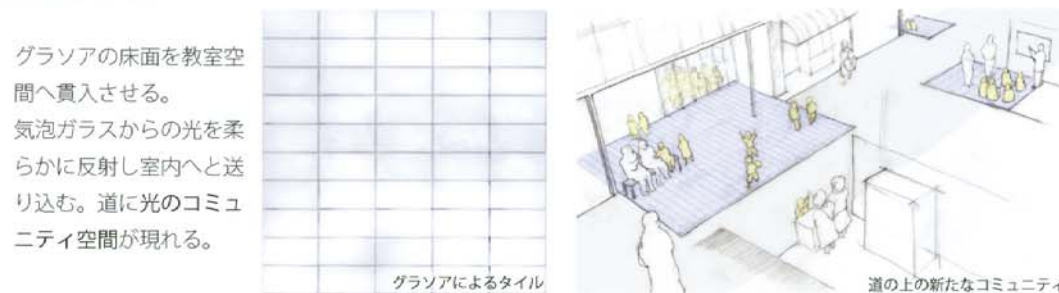 グラソアの床面を教室空
間へ貫入させる。
気泡ガラスからの光を柔
らかに反射し室内へと送
り込む。道に光のコミュ
ニティ空間が現れる。
グラソアによるタイル
道の上の新たなコミュニティ